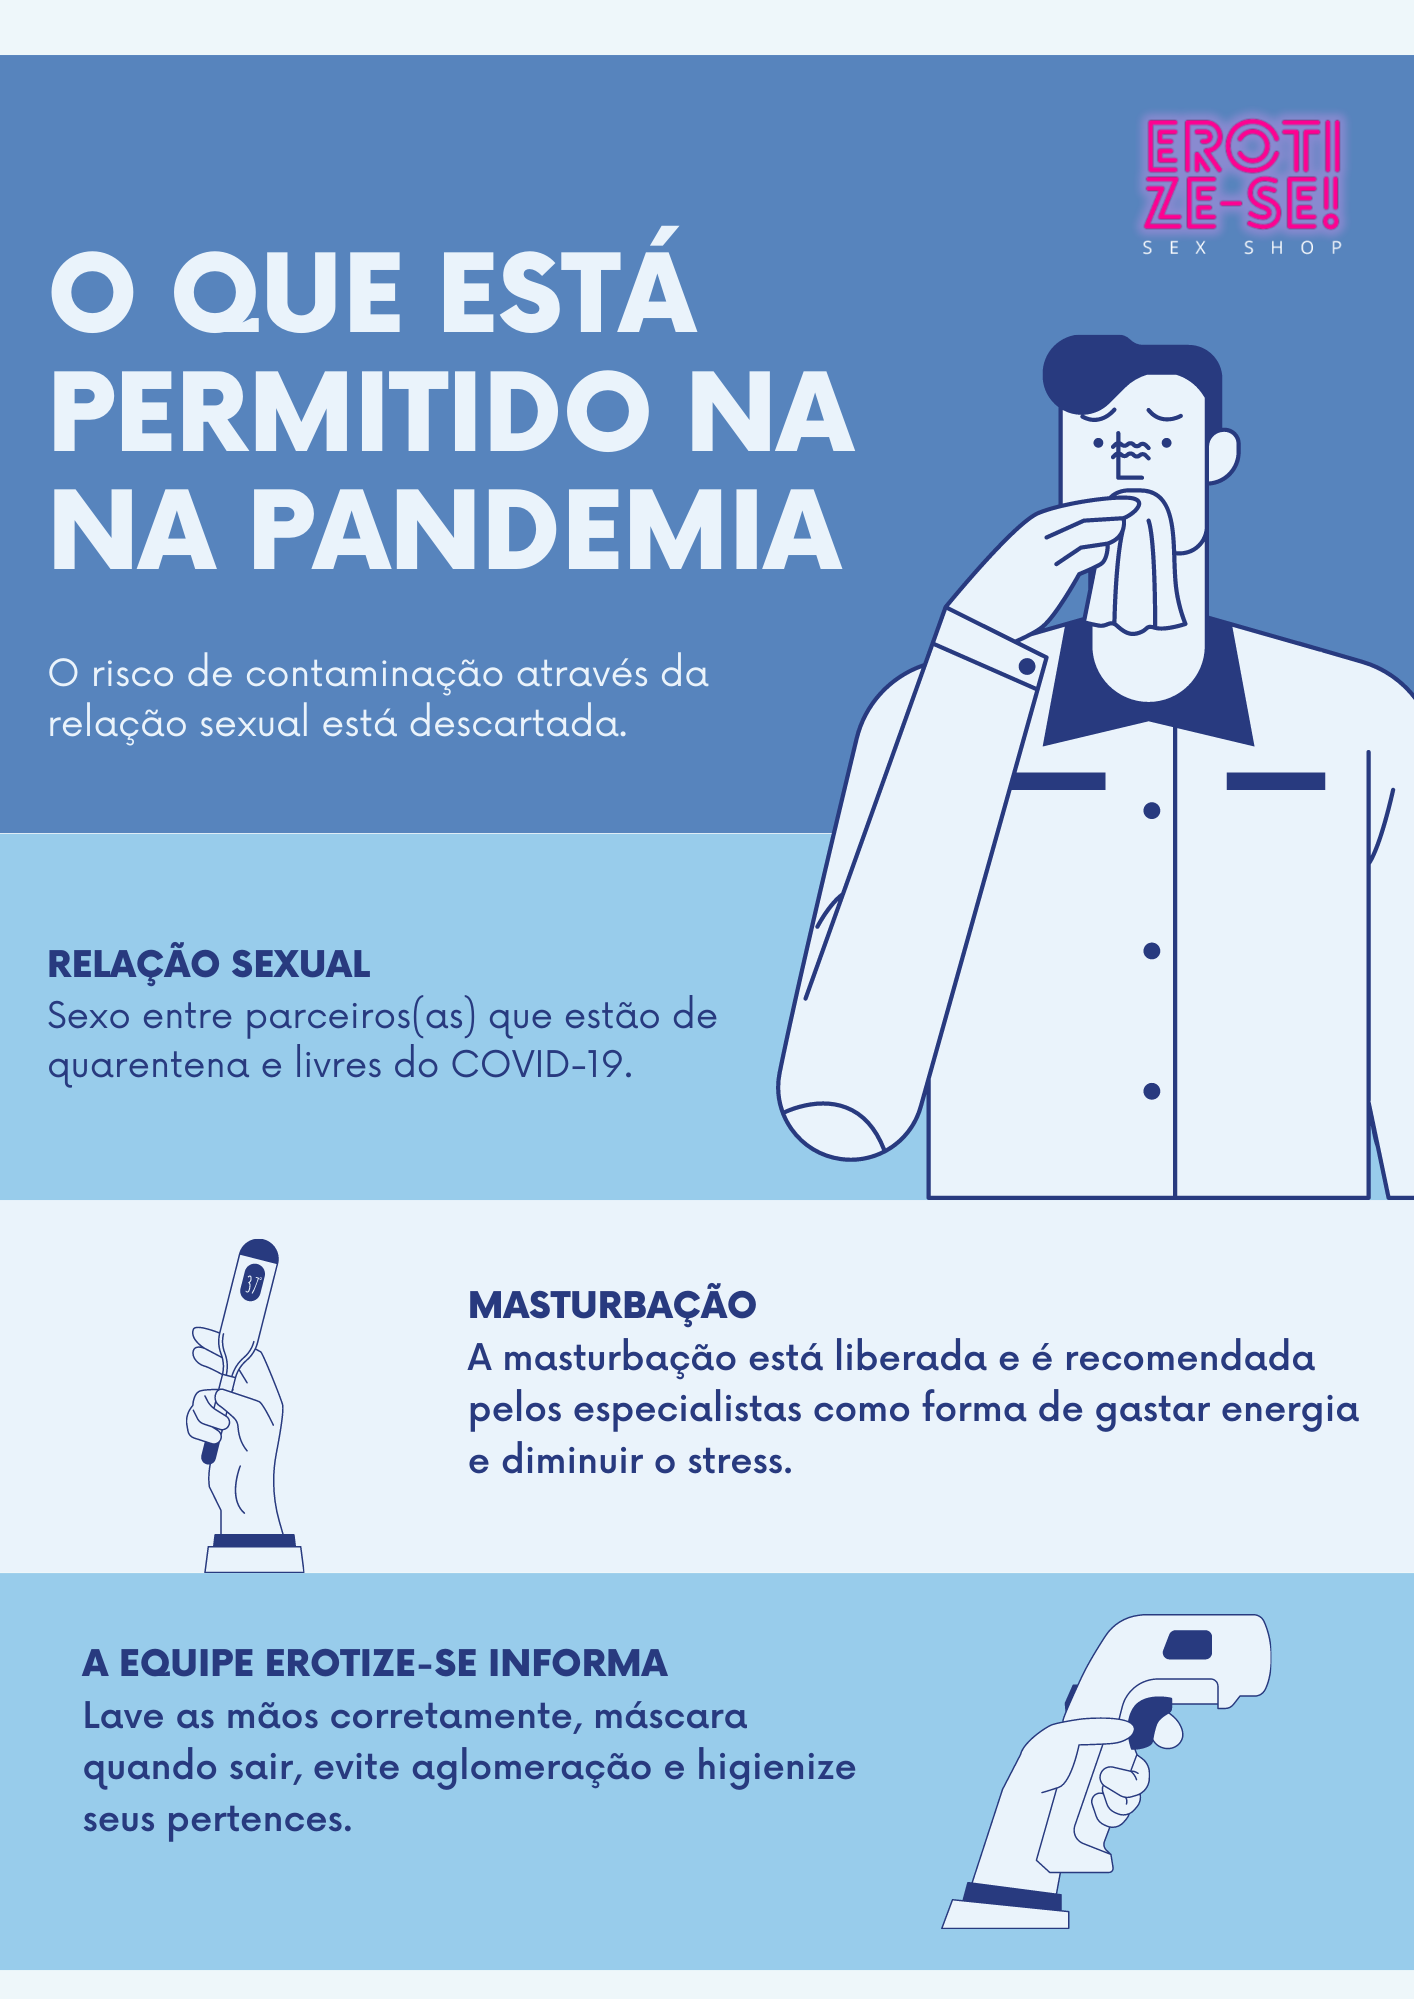 EROTI
ZE-SE!
SEX SHOP
O QUE ESTÁ
PERMITIDO NA
NA PANDEMIA
O risco de contaminação através da
relação sexual está descartada.
RELAÇÃO SEXUAL
Sexo entre parceiros(as) que estão de
quarentena e livres do COVID-19.
37°
MASTURBAÇÃO
A masturbação está liberada e é recomendada
pelos especialistas como forma de gastar energia
e diminuir o stress.
A EQUIPE EROTIZE-SE INFORMA
Lave as mãos corretamente, máscara
quando sair, evite aglomeração e higienize
seus pertences.